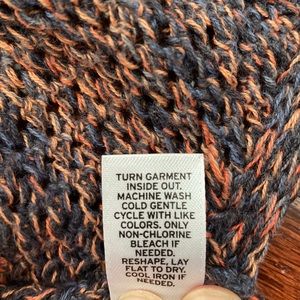 TURN GARMENT
INSIDE OUT.
MACHINE WASH
COLD GENTLE
CYCLE WITH LIKE
COLORS. ONLY
NON-CHLORINE
BLEACH IF
NEEDED.
RESHAPE, LAY
FLAT TO DRY.
COOL IRON IF
NEEDED.